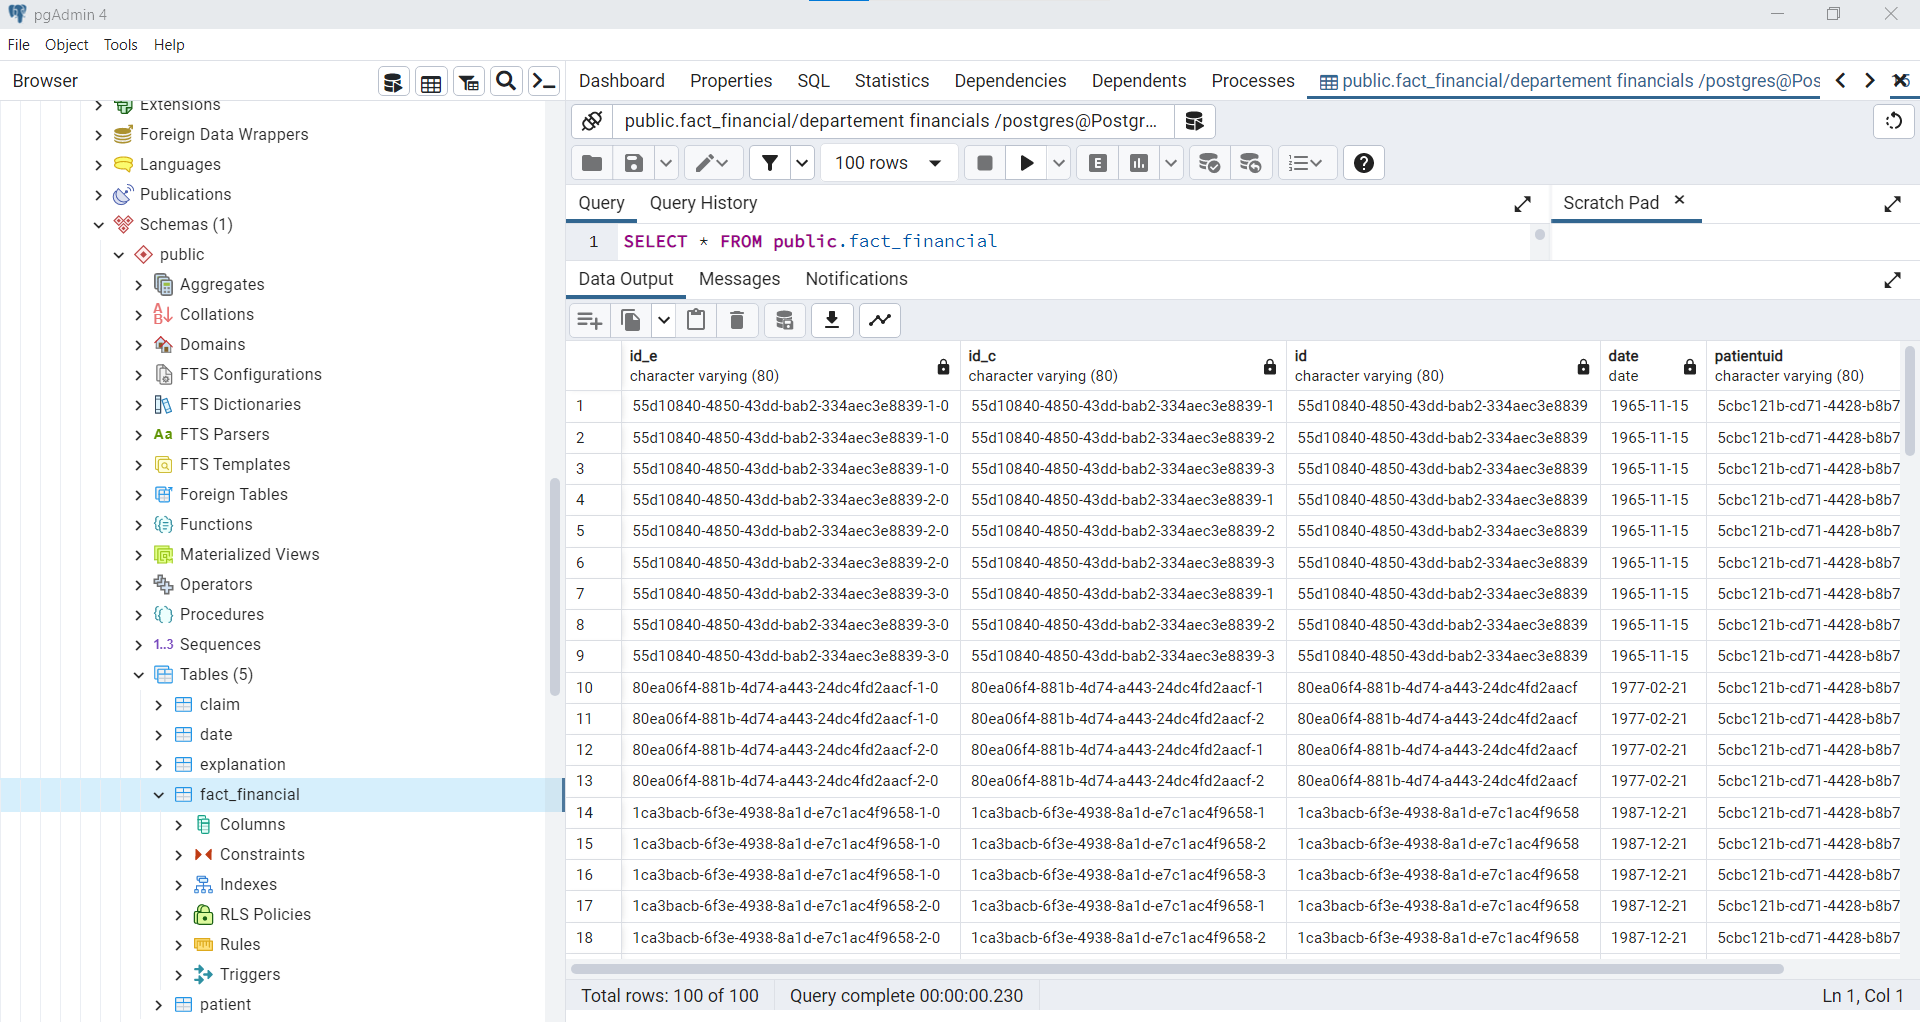 pgAdmin 4
File Object Tools Help
Browser
Dashboard Properties SQL Statistics Dependencies Dependents Processes public.fact_financial/departement financials /postgres@Pos
Extensions
Foreign Data Wrappers
Languages
Publications
Schemas (1)
public
Aggregates
Collations
Domains
FTS Configurations
FTS Dictionaries
Aa FTS Parsers
FTS Templates
Foreign Tables
Functions
Materialized Views
Operators
Procedures
1..3 Sequences
Tables (5)
claim
date
explanation
fact_financial
Columns
Constraints
Indexes
RLS Policies
Rules
Triggers
patient
public.fact_financial/departement financials /postgres@Postgr...
100 rows E
Query Query History Scratch Pad
1 SELECT * FROM public.fact_financial
Data Output Messages Notifications
id_e id_c id date patientuid
character varying (80) character varying (80) character varying (80) date character varying (80)
1 55d10840-4850-43dd-bab2-334aec3e8839-1-0 55d10840-4850-43dd-bab2-334aec3e8839-1 55d10840-4850-43dd-bab2-334aec3e8839 1965-11-15 5cbc121b-cd71-4428-b8b7
2 55d10840-4850-43dd-bab2-334aec3e8839-1-0 55d10840-4850-43dd-bab2-334aec3e8839-2 55d10840-4850-43dd-bab2-334aec3e8839 1965-11-15 5cbc121b-cd71-4428-b8b7
3 55d10840-4850-43dd-bab2-334aec3e8839-1-0 55d10840-4850-43dd-bab2-334aec3e8839-3 55d10840-4850-43dd-bab2-334aec3e8839 1965-11-15 5cbc121b-cd71-4428-b8b7
4 55d10840-4850-43dd-bab2-334aec3e8839-2-0 55d10840-4850-43dd-bab2-334aec3e8839-1 55d10840-4850-43dd-bab2-334aec3e8839 1965-11-15 5cbc121b-cd71-4428-b8b7
5 55d10840-4850-43dd-bab2-334aec3e8839-2-0 55d10840-4850-43dd-bab2-334aec3e8839-2 55d10840-4850-43dd-bab2-334aec3e8839 1965-11-15 5cbc121b-cd71-4428-b8b7
6 55d10840-4850-43dd-bab2-334aec3e8839-2-0 55d10840-4850-43dd-bab2-334aec3e8839-3 55d10840-4850-43dd-bab2-334aec3e8839 1965-11-15 5cbc121b-cd71-4428-b8b7
7 55d10840-4850-43dd-bab2-334aec3e8839-3-0 55d10840-4850-43dd-bab2-334aec3e8839-1 55d10840-4850-43dd-bab2-334aec3e8839 1965-11-15 5cbc121b-cd71-4428-b8b7
8 55d10840-4850-43dd-bab2-334aec3e8839-3-0 55d10840-4850-43dd-bab2-334aec3e8839-2 55d10840-4850-43dd-bab2-334aec3e8839 1965-11-15 5cbc121b-cd71-4428-b8b7
9 55d10840-4850-43dd-bab2-334aec3e8839-3-0 55d10840-4850-43dd-bab2-334aec3e8839-3 55d10840-4850-43dd-bab2-334aec3e8839 1965-11-15 5cbc121b-cd71-4428-b8b7
10 80ea06f4-881b-4d74-a443-24dc4fd2aacf-1-0 80ea06f4-881b-4d74-a443-24dc4fd2aacf-1 80ea06f4-881b-4d74-a443-24dc4fd2aacf 1977-02-21 5cbc121b-cd71-4428-b8b7
11 80ea06f4-881b-4d74-a443-24dc4fd2aacf-1-0 80ea06f4-881b-4d74-a443-24dc4fd2aacf-2 80ea06f4-881b-4d74-a443-24dc4fd2aacf 1977-02-21 5cbc121b-cd71-4428-b8b7
12 80ea06f4-881b-4d74-a443-24dc4fd2aacf-2-0 80ea06f4-881b-4d74-a443-24dc4fd2aacf-1 80ea06f4-881b-4d74-a443-24dc4fd2aacf 1977-02-21 5cbc121b-cd71-4428-b8b7
13 80ea06f4-881b-4d74-a443-24dc4fd2aacf-2-0 80ea06f4-881b-4d74-a443-24dc4fd2aacf-2 80ea06f4-881b-4d74-a443-24dc4fd2aacf 1977-02-21 5cbc121b-cd71-4428-b8b7
14 1ca3bacb-6f3e-4938-8a1d-e7c1ac4f9658-1-0 1ca3bacb-6f3e-4938-8a1d-e7c1ac4f9658-1 1ca3bacb-6f3e-4938-8a1d-e7c1ac4f9658 1987-12-21 5cbc121b-cd71-4428-b8b7
15 1ca3bacb-6f3e-4938-8a1d-e7c1ac4f9658-1-0 1ca3bacb-6f3e-4938-8a1d-e7c1ac4f9658-2 1ca3bacb-6f3e-4938-8a1d-e7c1ac4f9658 1987-12-21 5cbc121b-cd71-4428-b8b7
16 1ca3bacb-6f3e-4938-8a1d-e7c1ac4f9658-1-0 1ca3bacb-6f3e-4938-8a1d-e7c1ac4f9658-3 1ca3bacb-6f3e-4938-8a1d-e7c1ac4f9658 1987-12-21 5cbc121b-cd71-4428-b8b7
17 1ca3bacb-6f3e-4938-8a1d-e7c1ac4f9658-2-0 1ca3bacb-6f3e-4938-8a1d-e7c1ac4f9658-1 1ca3bacb-6f3e-4938-8a1d-e7c1ac4f9658 1987-12-21 5cbc121b-cd71-4428-b8b7
18 1ca3bacb-6f3e-4938-8a1d-e7c1ac4f9658-2-0 1ca3bacb-6f3e-4938-8a1d-e7c1ac4f9658-2 1ca3bacb-6f3e-4938-8a1d-e7c1ac4f9658 1987-12-21 5cbc121b-cd71-4428-b8b7
Total rows: 100 of 100 Query complete 00:00:00.230 Ln 1, Col 1